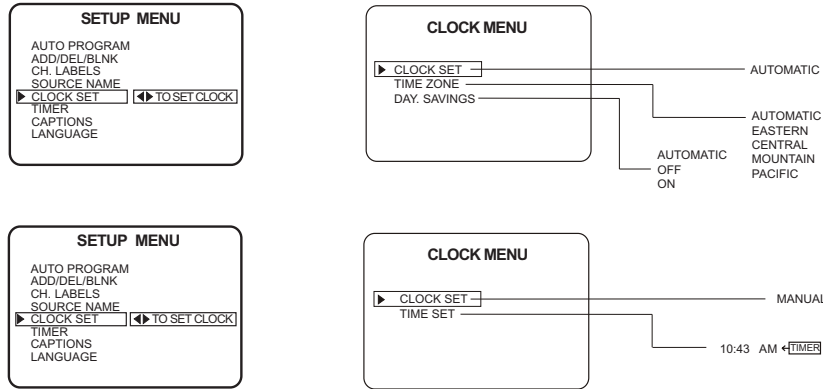 SETUP MENU
AUTO PROGRAM
ADD/DEL/BLNK
CH. LABELS
SOURCE NAME
CLOCK SET ◀▶ TO SET CLOCK
TIMER
CAPTIONS
LANGUAGE
CLOCK MENU
CLOCK SET
TIME ZONE
DAY. SAVINGS
AUTOMATIC
AUTOMATIC
EASTERN
CENTRAL
MOUNTAIN
PACIFIC
AUTOMATIC
OFF
ON
SETUP MENU
AUTO PROGRAM
ADD/DEL/BLNK
CH. LABELS
SOURCE NAME
CLOCK SET ◀▶ TO SET CLOCK
TIMER
CAPTIONS
LANGUAGE
CLOCK MENU
CLOCK SET
TIME SET
MANUAL
10:43 AM ←TIMER